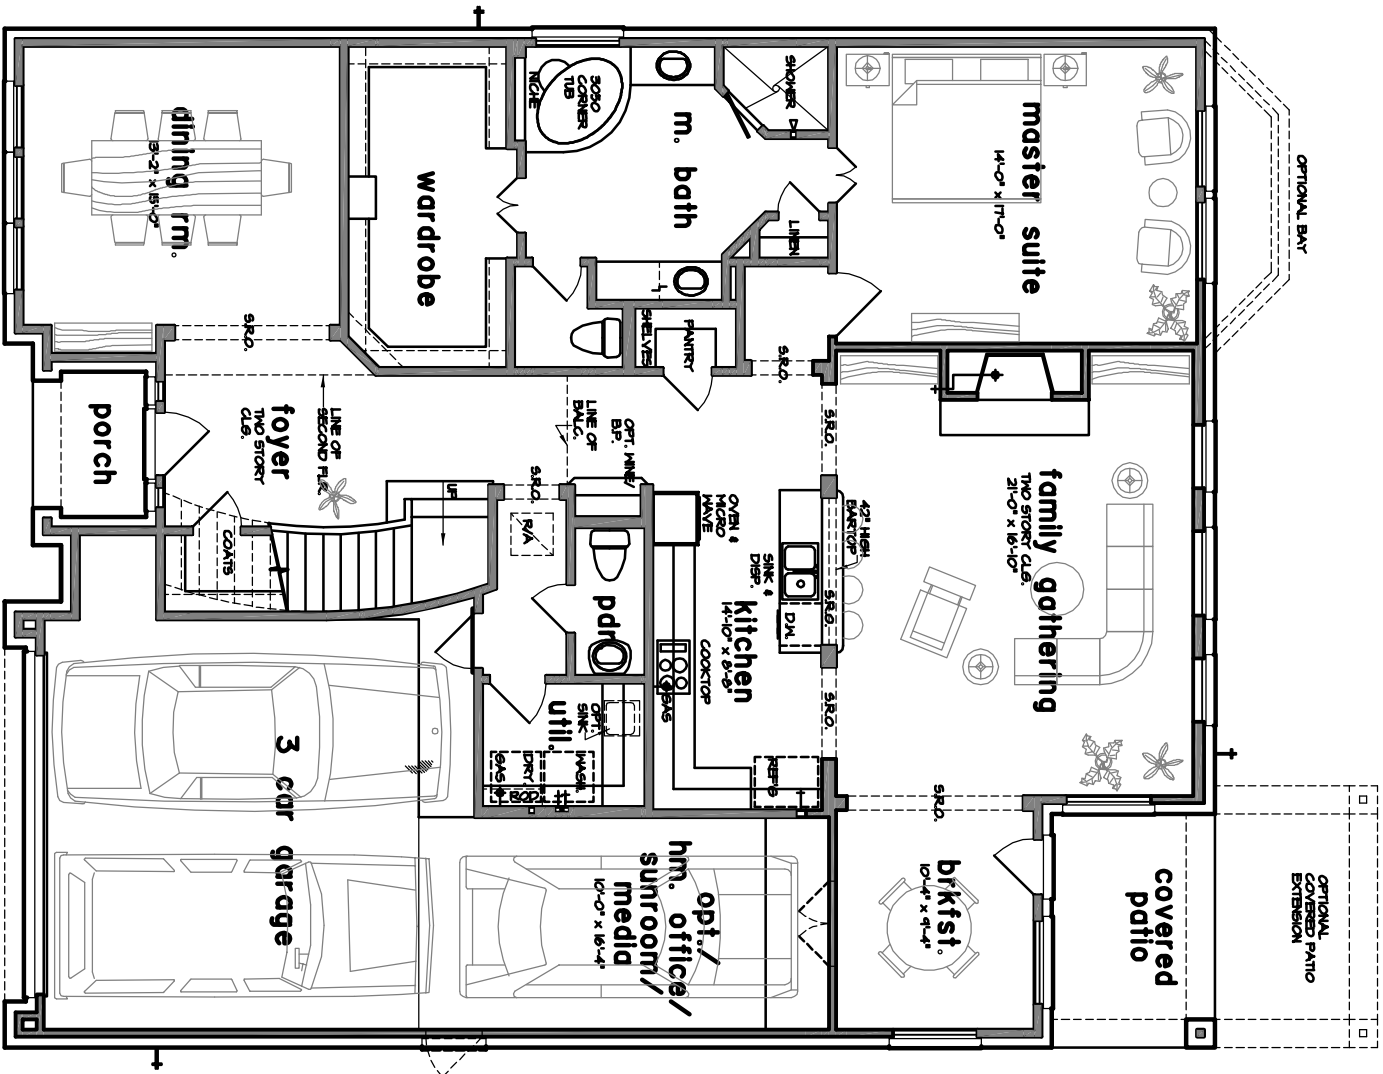 dining rm.
13'-2" x 15'-0"
wardrobe
NICHE
3050
CORNER
TUB
SHOWER
m. bath
LINEN
master suite
14'-0" x 17'-0"
OPTIONAL BAY
S.R.O.
SHELVES
PANTRY
S.R.O.
porch
foyer
TWO STORY
CLG.
LINE OF
SECOND FLR.
LINE OF
BALC.
OPT. WINE/
B.P.
S.R.O.
UP
COATS
S.R.O.
R/A
OVEN &
MICRO
WAVE
42" HIGH
BARTOP
SINK &
DISP.
D.W.
S.R.O.
kitchen
14'-10" x 8'-8"
COOKTOP
GAS
REF'G
S.R.O.
family gathering
TWO STORY CLG.
21'-0" x 16'-10"
pdr
util.
OPT.
SINK
WASH.
DRY.
GAS
ROD
S.R.O.
3 car garage
opt./
hm. office/
sunroom/
media
10'-0" x 16'-4"
brkfst.
10'-4" x 9'-4"
covered
patio
OPTIONAL
COVERED PATIO
EXTENSION